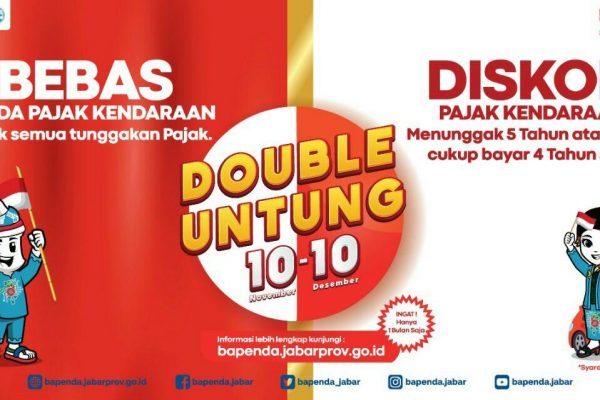 BEBAS
DA PAJAK KENDARAAN
k semua tunggakan Pajak.
DISKO
PAJAK KENDARAA
Menunggak 5 Tahun ata
cukup bayar 4 Tahun
DOUBLE
UNTUNG
10-10
November Desember
INGAT !
Hanya
1 Bulan Saja
Informasi lebih lengkap kunjungi :
bapenda.jabarprov.go.id
*Syara
bapenda.jabarprov.go.id bapenda.jabar bapenda_jabar bapenda.jabar bapenda.jabar